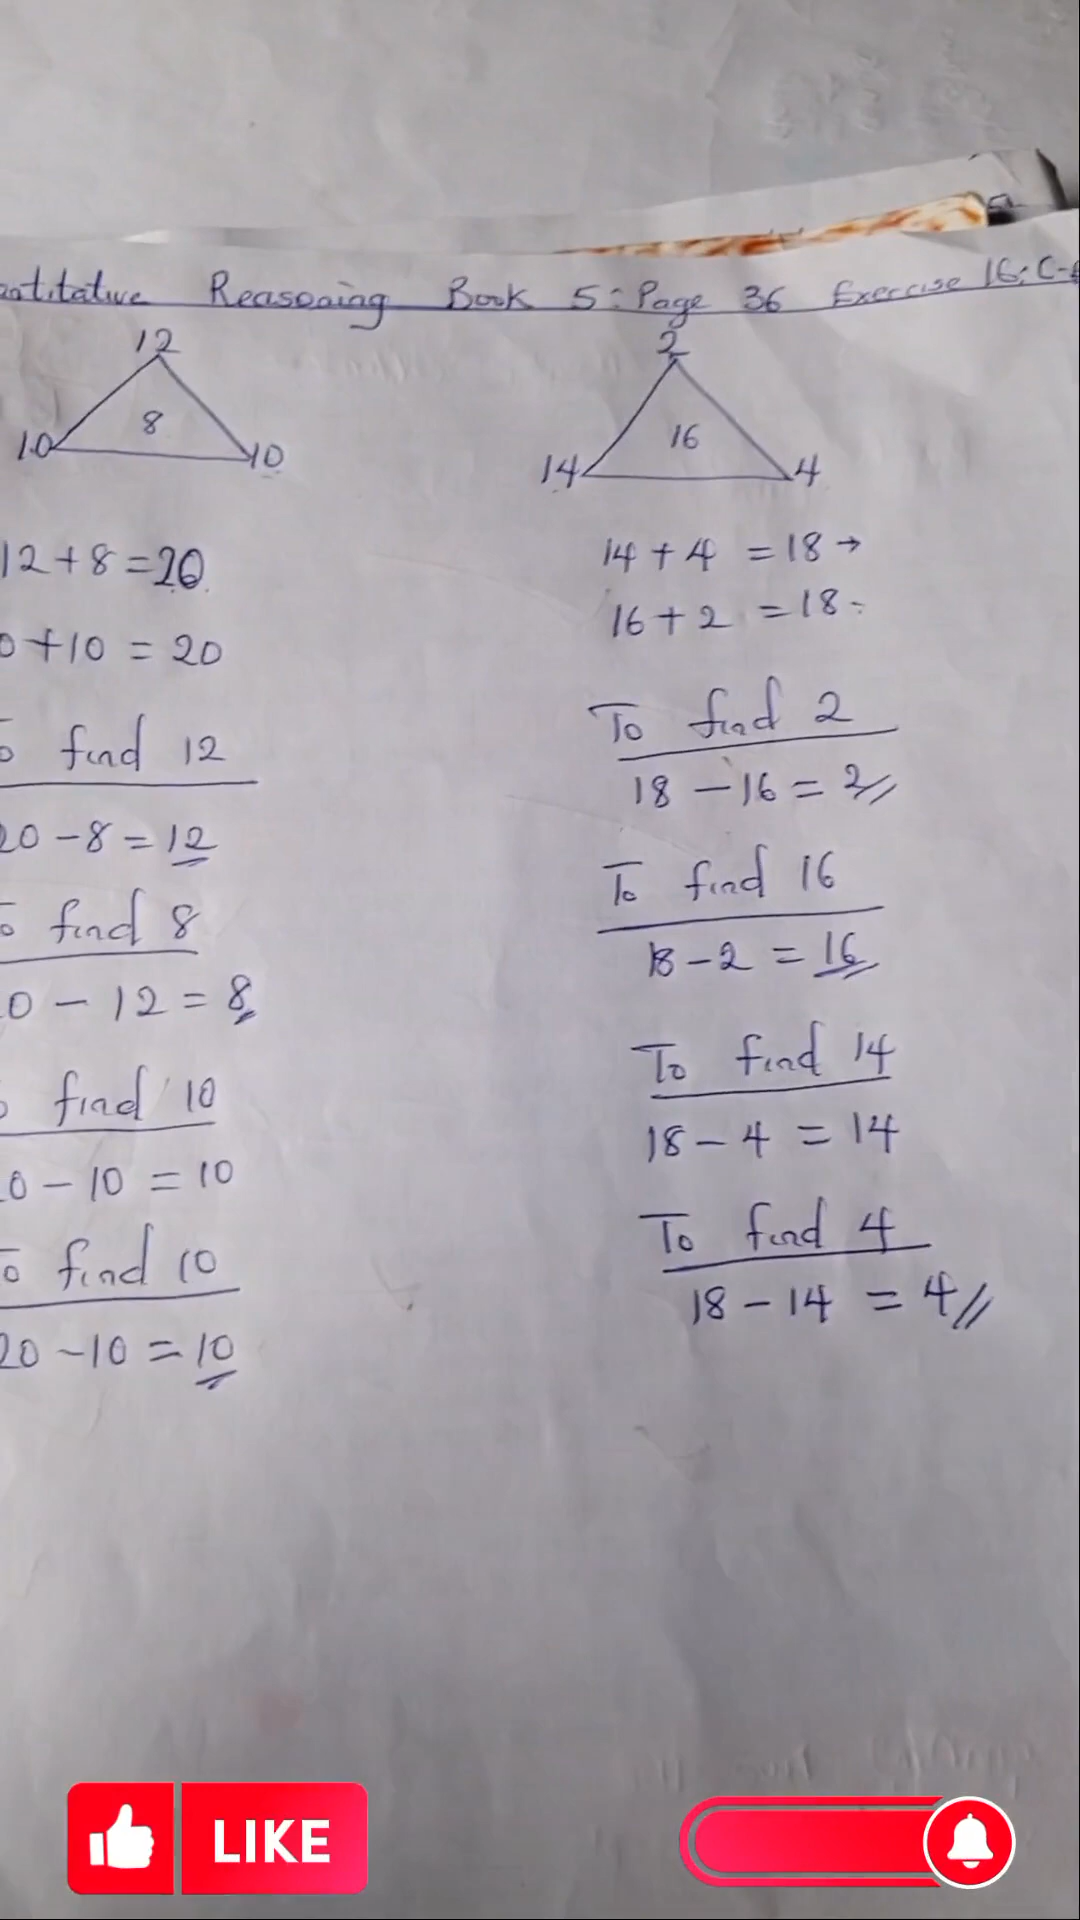 Reasoning Book 5: Page 36 Exercise 16: C-
12
8
10 10
12+8=20
+10 = 20
find 12
20-8=12
find 8
0 - 12 = 8
find 10
0 - 10 = 10
To find 10
20-10=10
2
16
14 4
14 + 4 = 18 →
16 + 2 = 18
To find 2
18 - 16 = 2
To find 16
18 - 2 = 16
To find 14
18 - 4 = 14
To find 4
18 - 14 = 4
LIKE